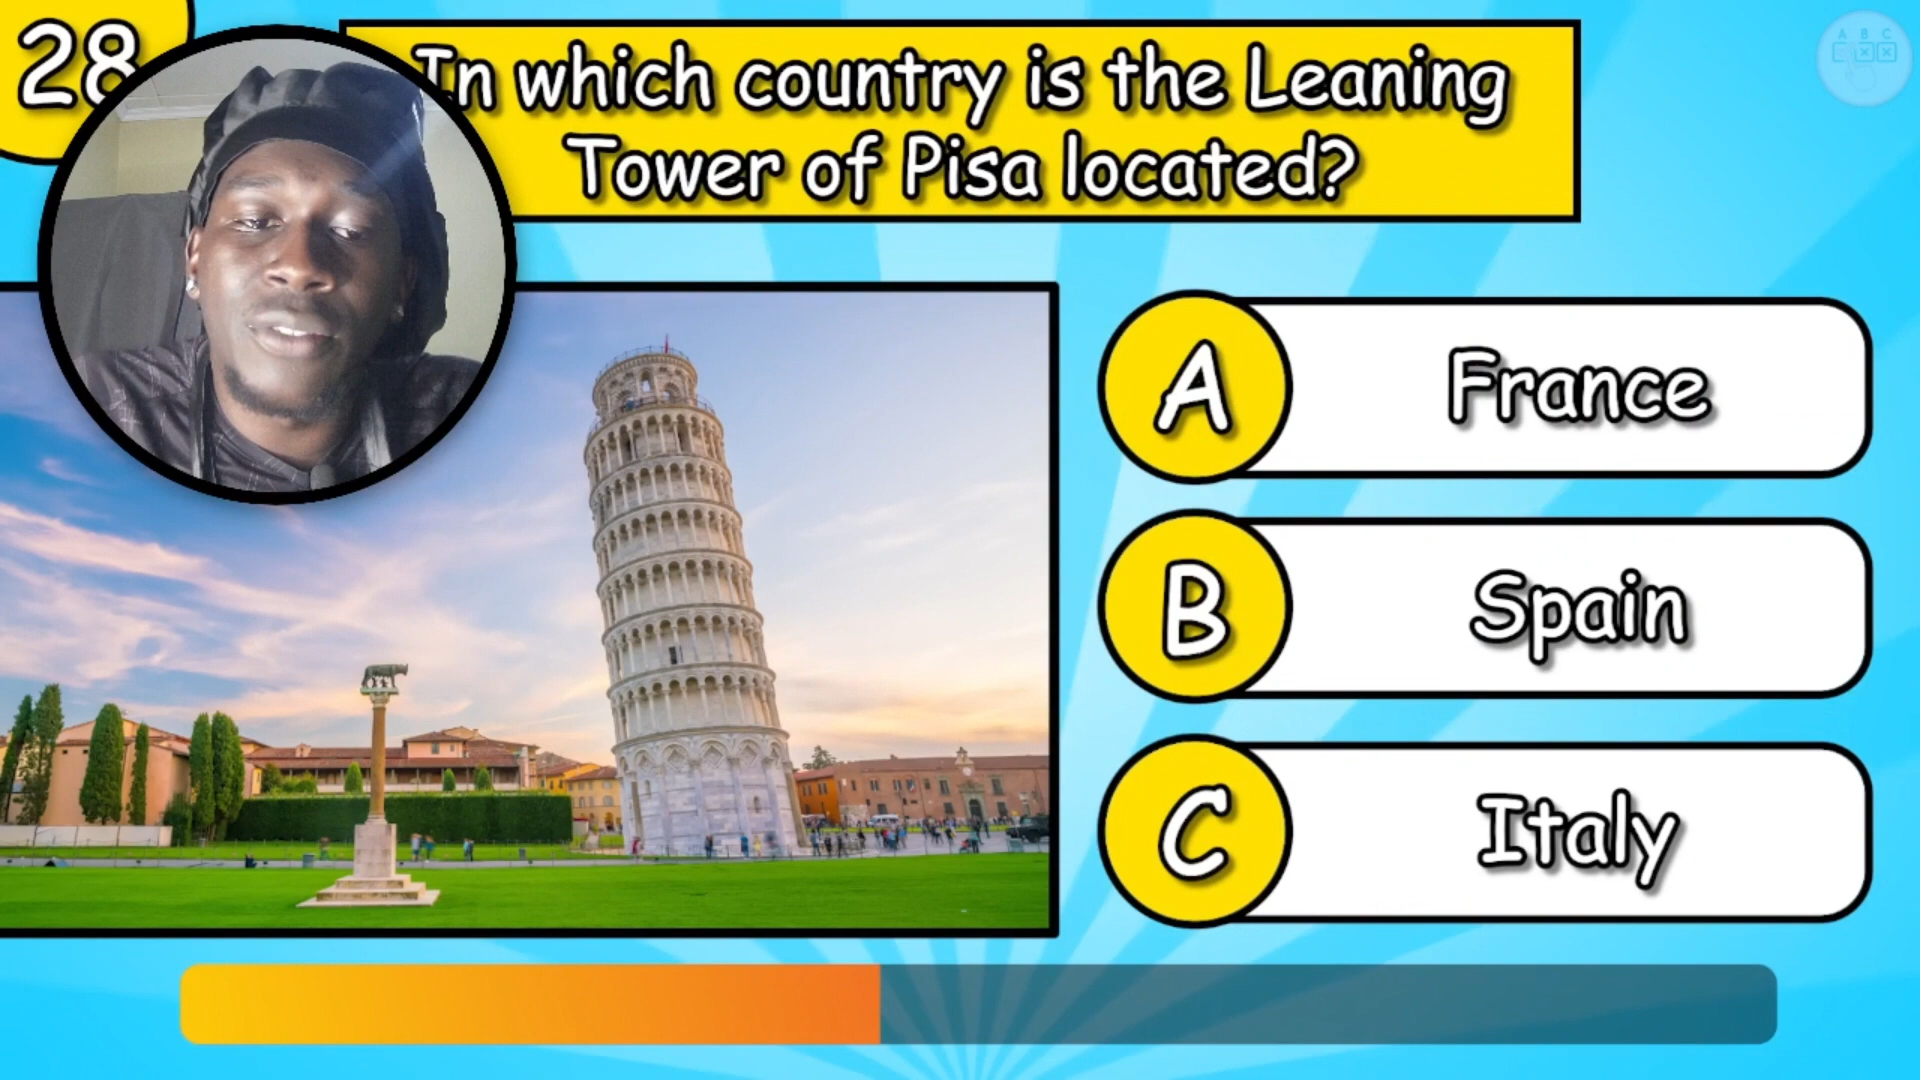 28
In which country is the Leaning
Tower of Pisa located?
A France
B Spain
C Italy
A B C